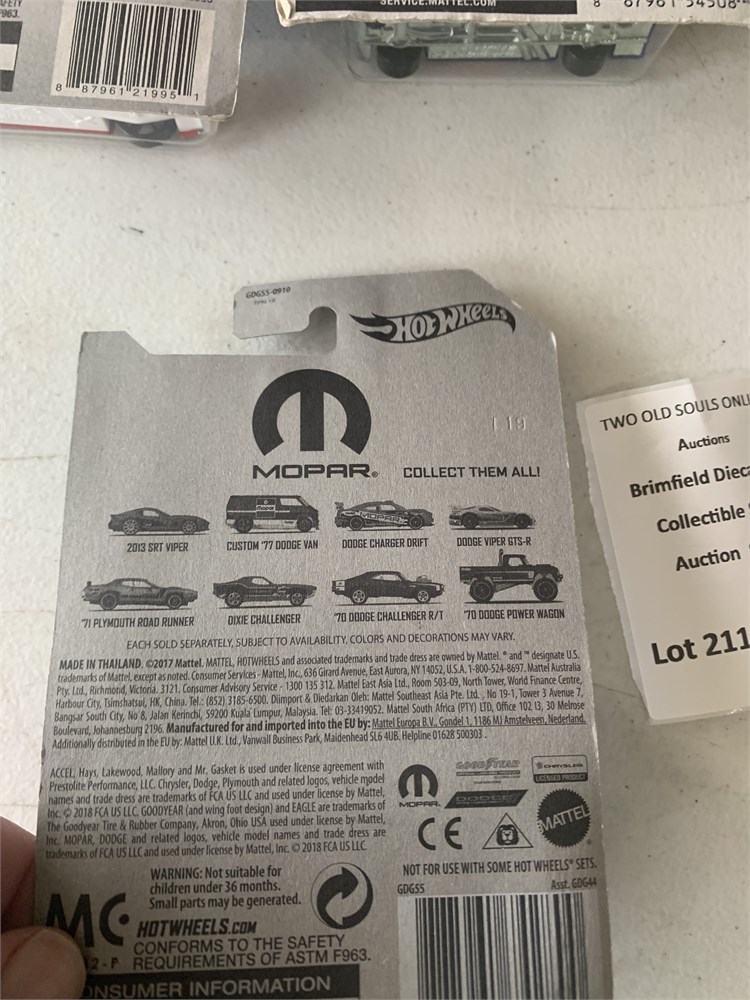 SERVICE.MATTEL.COM
F963.
8 87961 21995 1
8 87961 54508
GDG55-0910
HOT WHEELS
MOPAR®
COLLECT THEM ALL!
2013 SRT VIPER
CUSTOM '77 DODGE VAN
DODGE CHARGER DRIFT
DODGE VIPER GTS-R
'71 PLYMOUTH ROAD RUNNER
DIXIE CHALLENGER
'70 DODGE CHALLENGER R/T
'70 DODGE POWER WAGON
EACH SOLD SEPARATELY, SUBJECT TO AVAILABILITY. COLORS AND DECORATIONS MAY VARY.
MADE IN THAILAND. ©2017 Mattel. MATTEL, HOTWHEELS and associated trademarks and trade dress are owned by Mattel. ® and ™ designate U.S.
trademarks of Mattel, except as noted. Consumer Services - Mattel, Inc., 636 Girard Avenue, East Aurora, NY 14052, U.S.A. 1-800-524-8697. Mattel Australia
Pty. Ltd., Richmond, Victoria. 3121. Consumer Advisory Service - 1300 135 312. Mattel East Asia Ltd., Room 503-09, North Tower, World Finance Centre,
Harbour City, Tsimshatsui, HK, China. Tel.: (852) 3185-6500. Diimport & Diedarkan Oleh: Mattel Southeast Asia Pte. Ltd., No 19-1, Tower 3 Avenue 7,
Bangsar South City, No 8, Jalan Kerinchi, 59200 Kuala Lumpur, Malaysia. Tel: 03-33419052. Mattel South Africa (PTY) LTD, Office 102 I3, 30 Melrose
Boulevard, Johannesburg 2196. Manufactured for and imported into the EU by: Mattel Europa B.V., Gondel 1, 1186 MJ Amstelveen, Nederland.
Additionally distributed in the EU by: Mattel U.K. Ltd., Vanwall Business Park, Maidenhead SL6 4UB. Helpline 01628 500303.
ACCEL, Hays, Lakewood, Mallory and Mr. Gasket is used under license agreement with
Prestolite Performance, LLC. Chrysler, Dodge, Plymouth and related logos, vehicle model
names and trade dress are trademarks of FCA US LLC and used under license by Mattel,
Inc. © 2018 FCA US LLC. GOODYEAR (and wing foot design) and EAGLE are trademarks of
The Goodyear Tire & Rubber Company, Akron, Ohio USA used under license by Mattel,
Inc. MOPAR, DODGE and related logos, vehicle model names and trade dress are
trademarks of FCA US LLC and used under license by Mattel, Inc. © 2018 FCA US LLC.
MOPAR
GOODYEAR
CHRYSLER
LICENSED PRODUCT
DODGE
CE
MATTEL
WARNING: Not suitable for
children under 36 months.
Small parts may be generated.
NOT FOR USE WITH SOME HOT WHEELS® SETS.
GDG55
Asst. GDG44
MC
HOTWHEELS.COM
CONFORMS TO THE SAFETY
REQUIREMENTS OF ASTM F963.
ONSUMER INFORMATION
TWO OLD SOULS ONLI
Auctions
Brimfield Dieca
Collectible
Auction
Lot 211